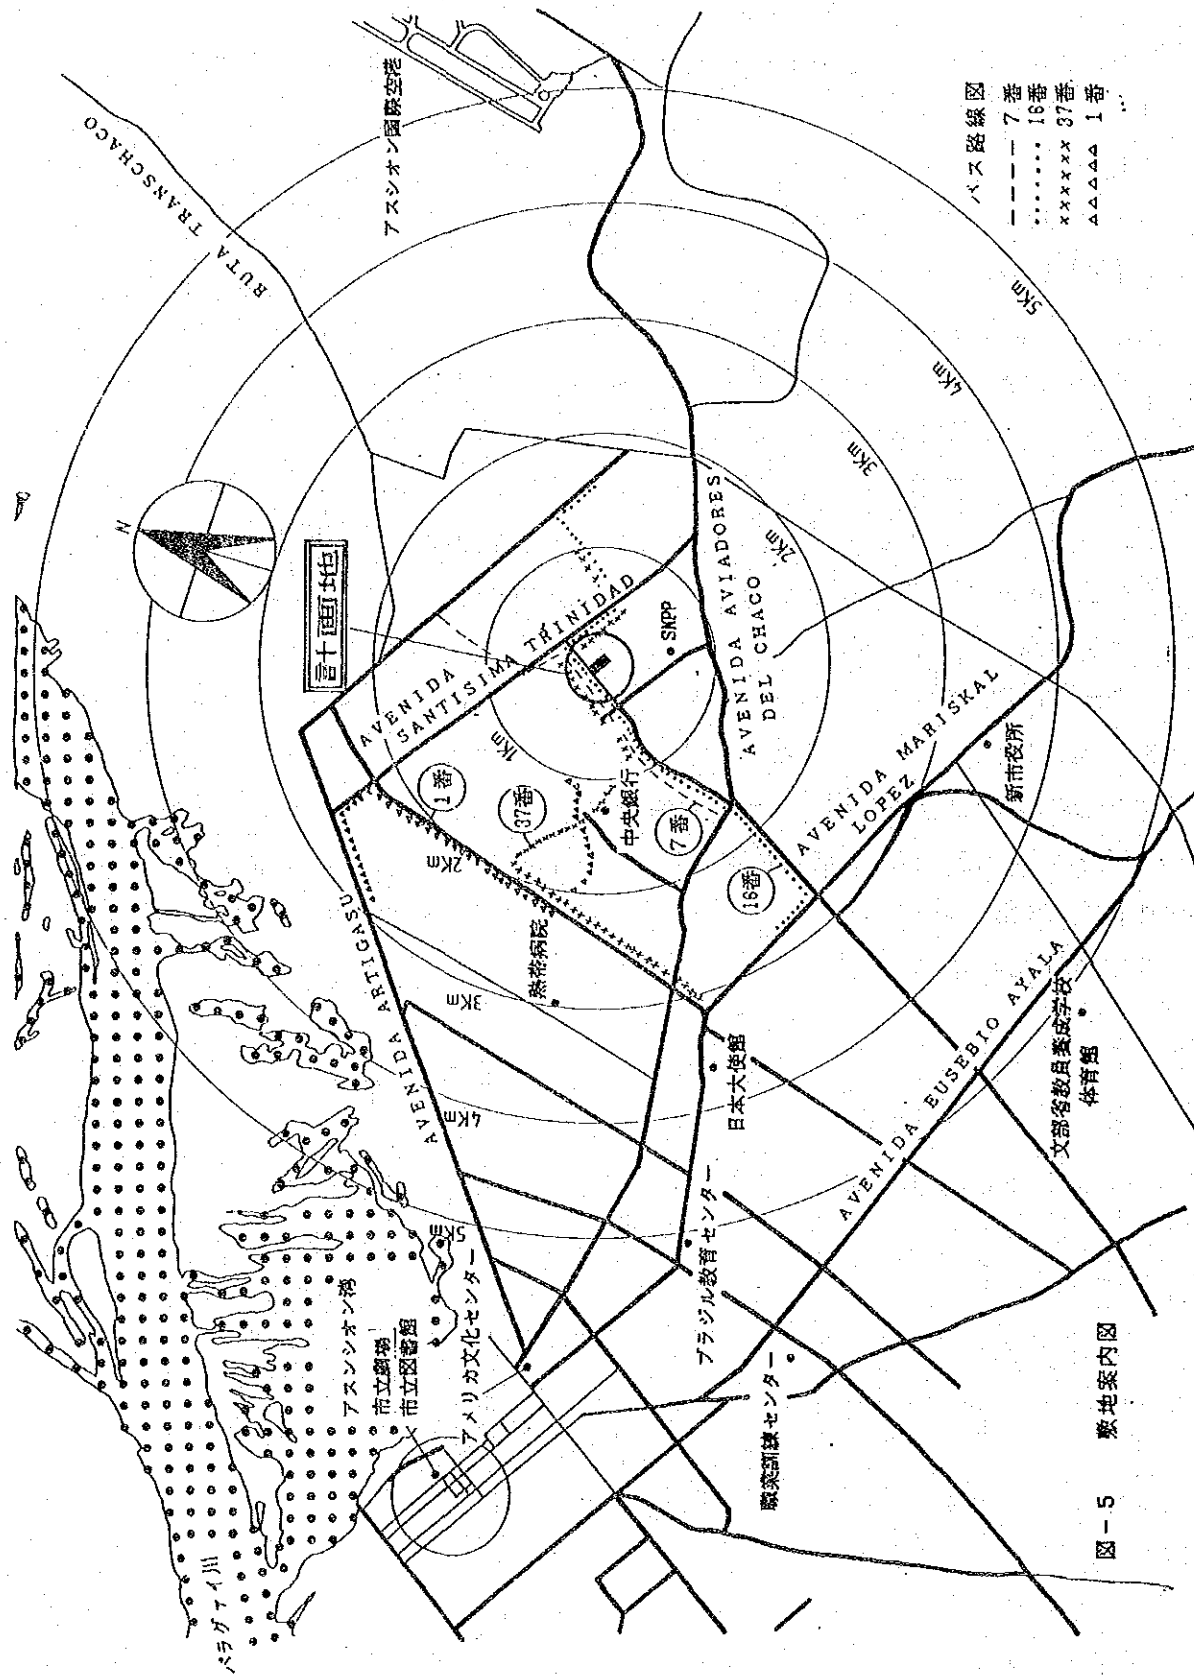 RUTA TRANSCHACO
アスシオン國際空港
バス路線図
7番
16番
37番
1番
N
計画地
AVENIDA
SANTISIMA TRINIDAD
AVENIDA AVIADORES
DEL CHACO
SNPP
1Km
2Km
3Km
4Km
5Km
2Km
3Km
4Km
5Km
1番
37番
中央銀行
7番
16番
AVENIDA MARISKAL
LOPEZ
新市役所
AVENIDA ARTIGASU
熱帯病院
日本大使館
AVENIDA EUSEBIO AYALA
文部省教員養成学校
体育館
ブラジル教育センター
アメリカ文化センター
アスンシオン湾
市立劇場
市立図書館
職業訓練センター
パラグァイ川
図-5 敷地案内図